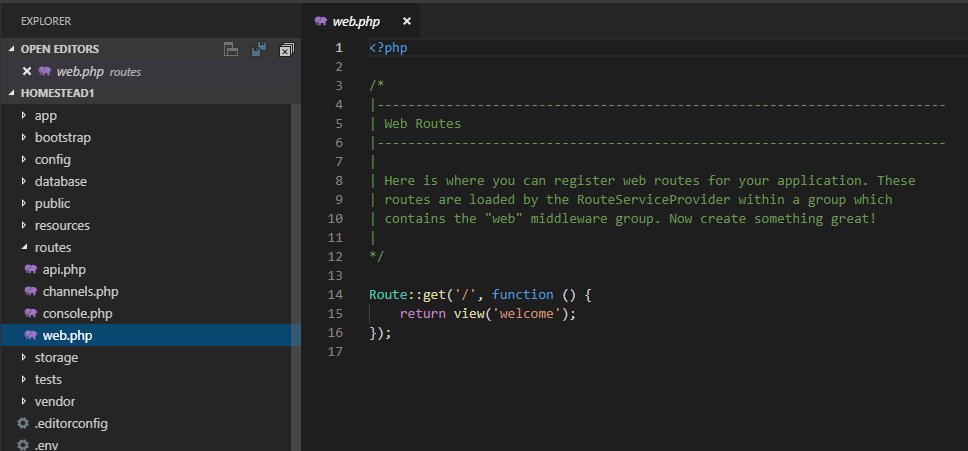 EXPLORER
OPEN EDITORS
web.php routes
HOMESTEAD1
app
bootstrap
config
database
public
resources
routes
api.php
channels.php
console.php
web.php
storage
tests
vendor
.editorconfig
.env
web.php
1 <?php
2
3 /*
4 |--------------------------------------------------------------------------
5 | Web Routes
6 |--------------------------------------------------------------------------
7 |
8 | Here is where you can register web routes for your application. These
9 | routes are loaded by the RouteServiceProvider within a group which
10 | contains the "web" middleware group. Now create something great!
11 |
12 */
13
14 Route::get('/', function () {
15     return view('welcome');
16 });
17